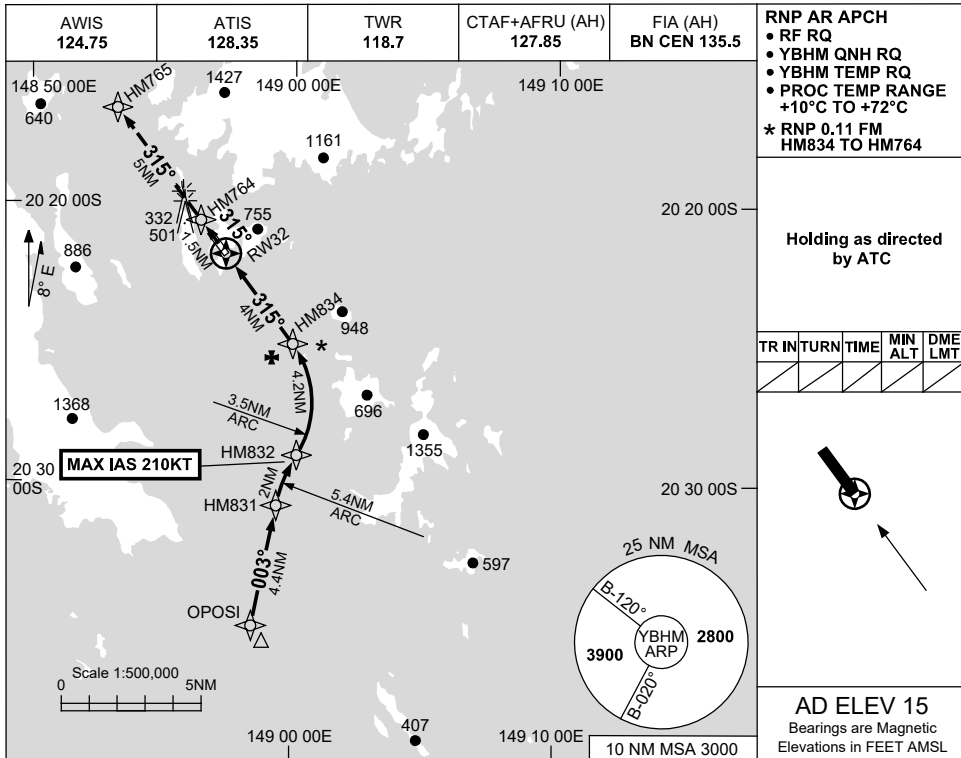 AWIS
124.75
ATIS
128.35
TWR
118.7
CTAF+AFRU (AH)
127.85
FIA (AH)
BN CEN 135.5
RNP AR APCH
• RF RQ
• YBHM QNH RQ
• YBHM TEMP RQ
• PROC TEMP RANGE
+10°C TO +72°C
* RNP 0.11 FM
HM834 TO HM764
Holding as directed
by ATC
TR IN
TURN
TIME
MIN
ALT
DME
LMT
AD ELEV 15
Bearings are Magnetic
Elevations in FEET AMSL
148 50 00E
149 00 00E
149 10 00E
640
HM765
1427
1161
315°
5NM
20 20 00S
20 20 00S
HM764
332
501
315°
1.5NM
755
RW32
886
8° E
315°
4NM
HM834
*
948
4.2NM
3.5NM
ARC
696
1368
1355
HM832
MAX IAS 210KT
20 30
00S
20 30 00S
2NM
HM831
5.4NM
ARC
003°
4.4NM
597
OPOSI
25 NM MSA
B-120°
YBHM
ARP
3900
2800
B-020°
Scale 1:500,000
0
5NM
407
149 00 00E
149 10 00E
10 NM MSA 3000